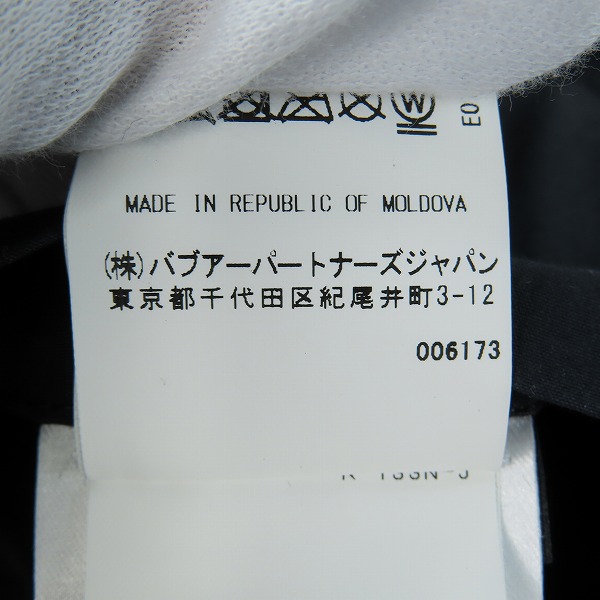 E0
MADE IN REPUBLIC OF MOLDOVA
(株)バブアーパートナーズジャパン
東京都千代田区紀尾井町3-12
006173